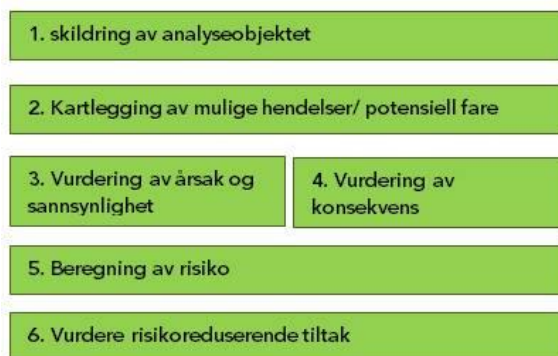 1. skildring av analyseobjektet
2. Kartlegging av mulige hendelser/ potensiell fare
3. Vurdering av årsak og
sannsynlighet
4. Vurdering av
konsekvens
5. Beregning av risiko
6. Vurdere risikoreduserende tiltak